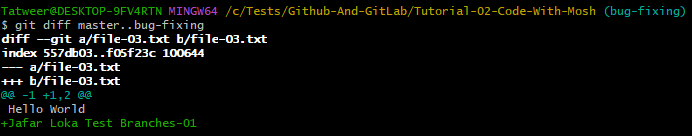 Tatweer@DESKTOP-9FV4RTN MINGW64 /c/Tests/Github-And-GitLab/Tutorial-02-Code-With-Mosh (bug-fixing)
$ git diff master..bug-fixing
diff --git a/file-03.txt b/file-03.txt
index 557db03..f05f23c 100644
--- a/file-03.txt
+++ b/file-03.txt
@@ -1 +1,2 @@
 Hello World
+Jafar Loka Test Branches-01